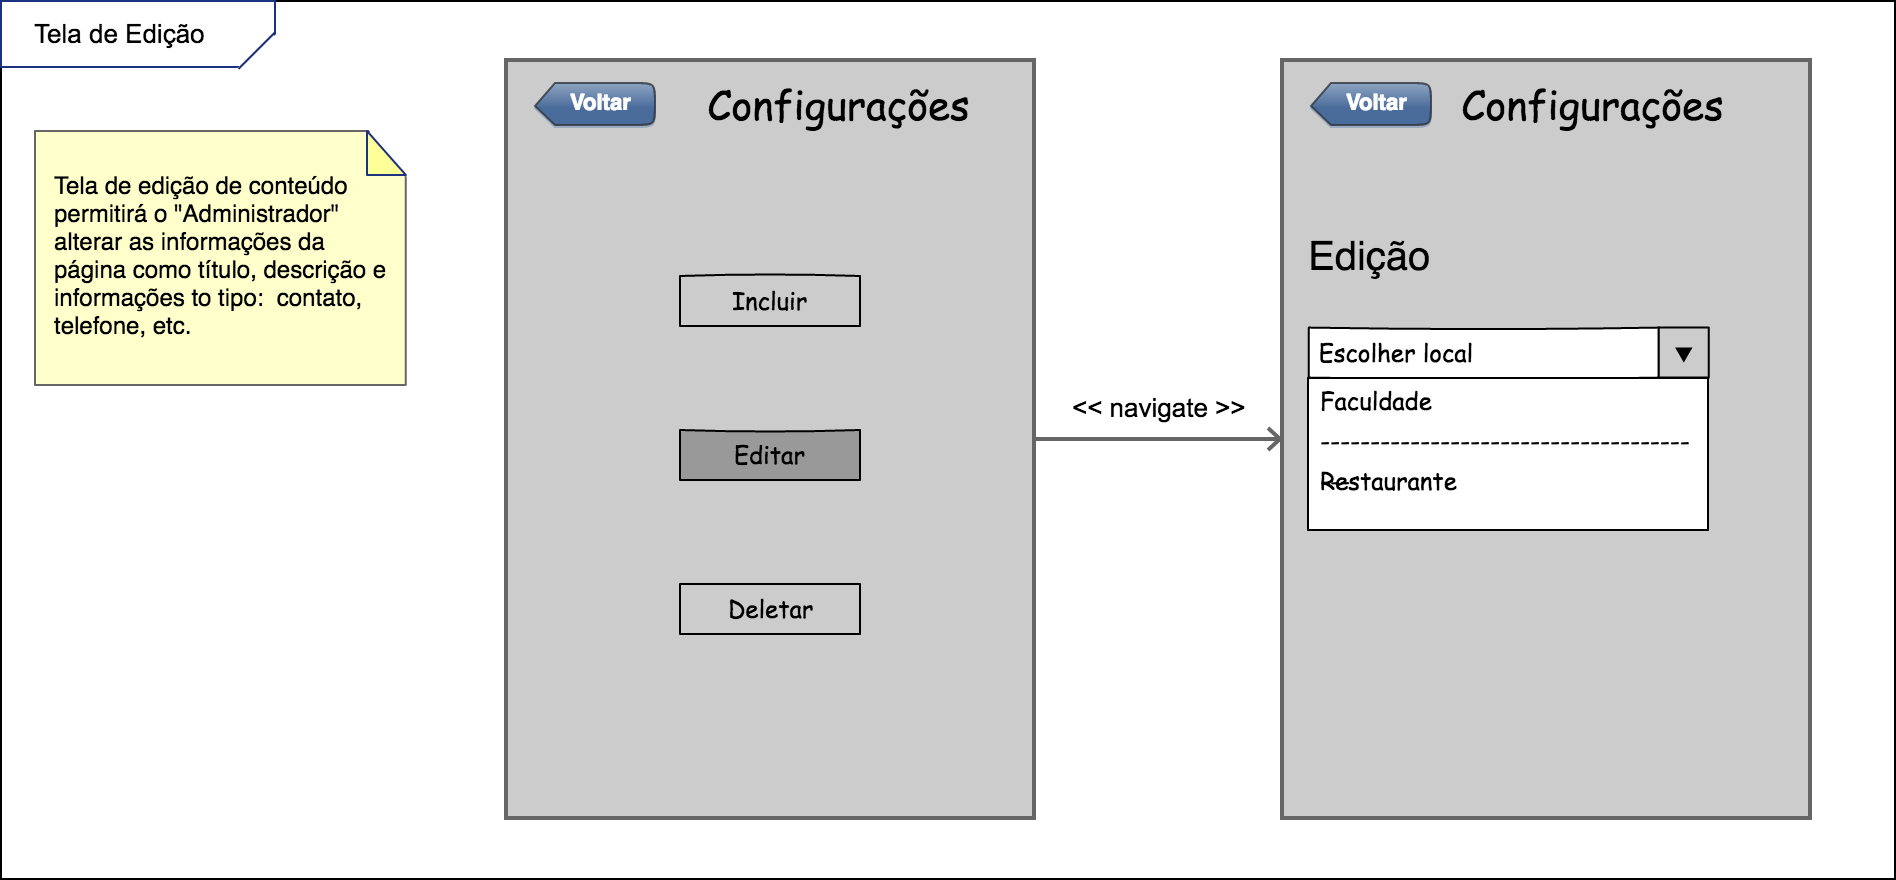 Tela de Edição
Tela de edição de conteúdo
permitirá o "Administrador"
alterar as informações da
página como título, descrição e
informações to tipo:  contato,
telefone, etc.
Voltar
Configurações
Incluir
Editar
Deletar
<< navigate >>
Voltar
Configurações
Edição
Escolher local
▼
Faculdade
-------------------------------------
Restaurante